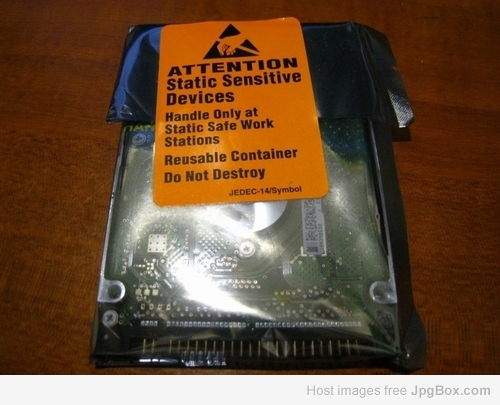 ATTENTION
Static Sensitive
Devices
Handle Only at
Static Safe Work
Stations
Reusable Container
Do Not Destroy
JEDEC-14/Symbol
Host images free JpgBox.com